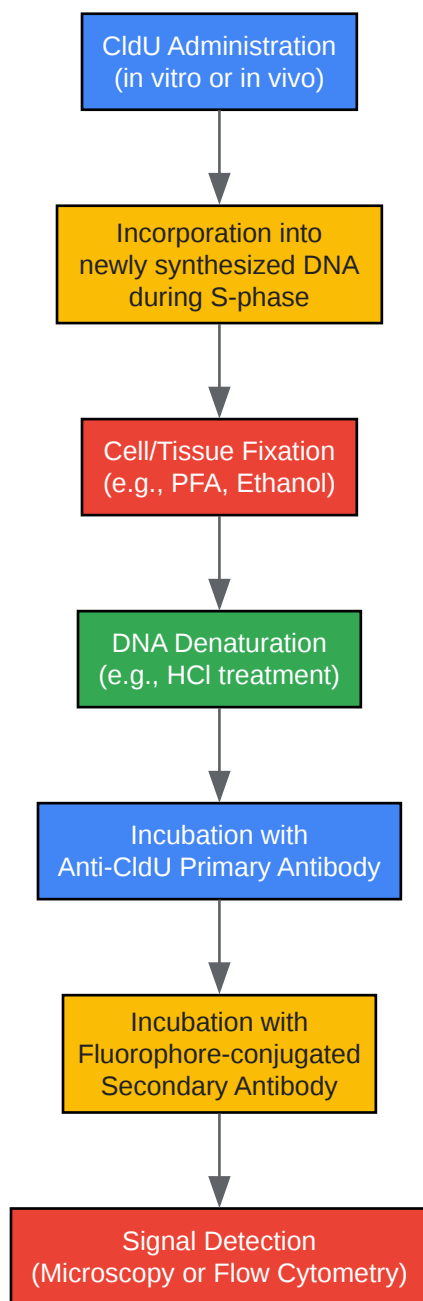 CldU Administration
(in vitro or in vivo)
Incorporation into
newly synthesized DNA
during S-phase
Cell/Tissue Fixation
(e.g., PFA, Ethanol)
DNA Denaturation
(e.g., HCl treatment)
Incubation with
Anti-CldU Primary Antibody
Incubation with
Fluorophore-conjugated
Secondary Antibody
Signal Detection
(Microscopy or Flow Cytometry)